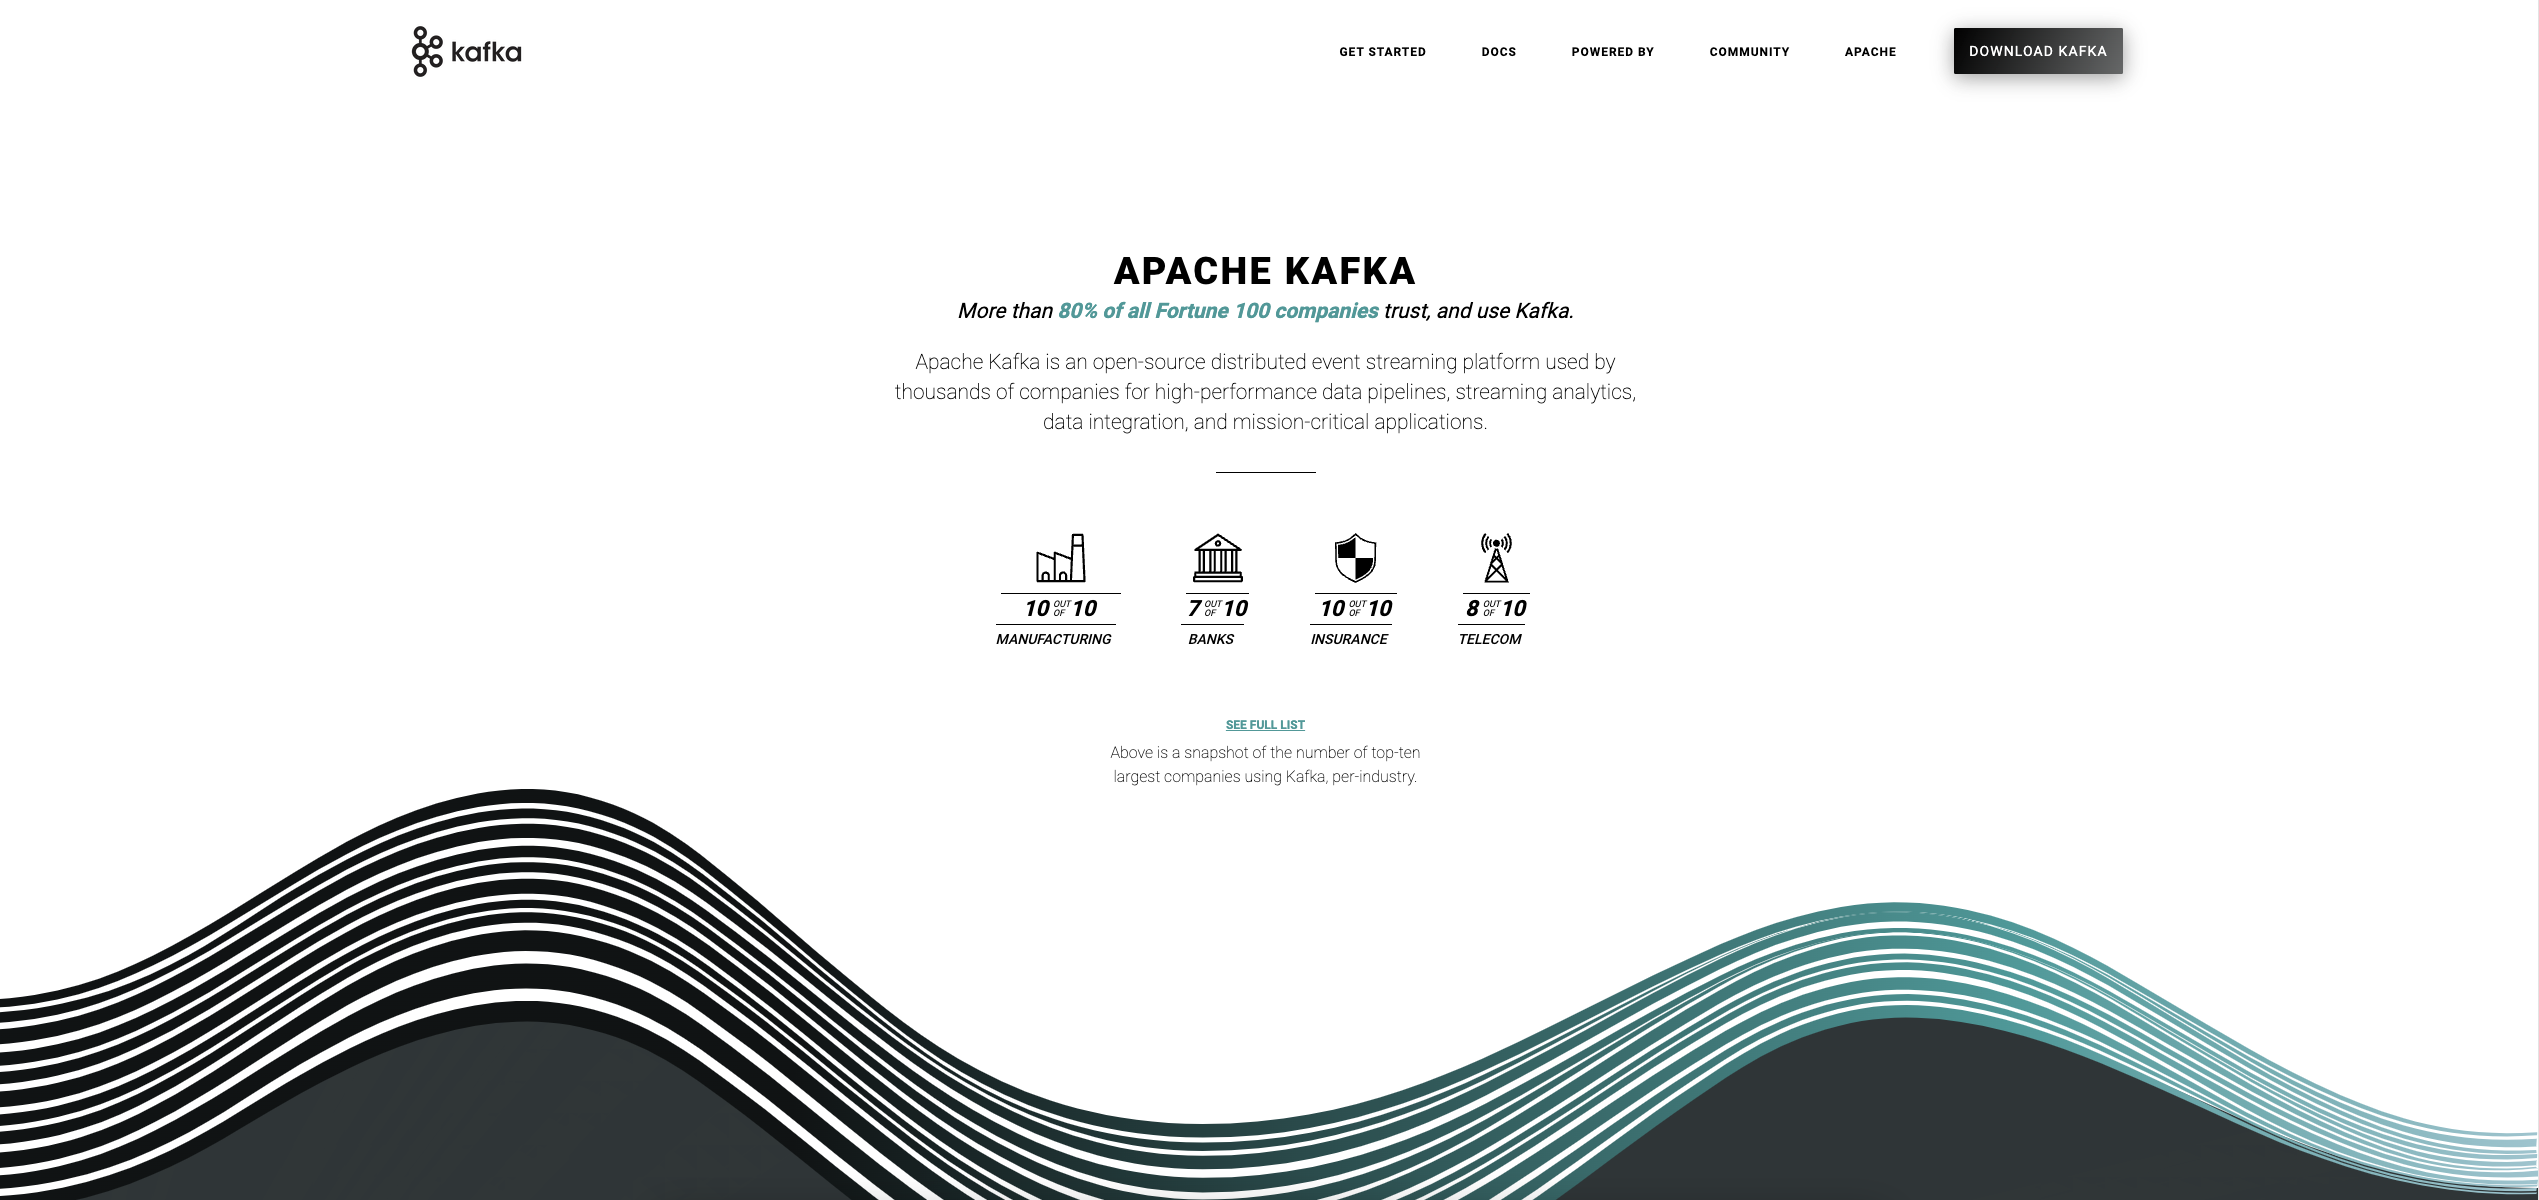 kafka
GET STARTED DOCS POWERED BY COMMUNITY APACHE DOWNLOAD KAFKA
APACHE KAFKA
More than 80% of all Fortune 100 companies trust, and use Kafka.
Apache Kafka is an open-source distributed event streaming platform used by
thousands of companies for high-performance data pipelines, streaming analytics,
data integration, and mission-critical applications.
10 OUT OF 10 7 OUT OF 10 10 OUT OF 10 8 OUT OF 10
MANUFACTURING BANKS INSURANCE TELECOM
SEE FULL LIST
Above is a snapshot of the number of top-ten
largest companies using Kafka, per-industry.